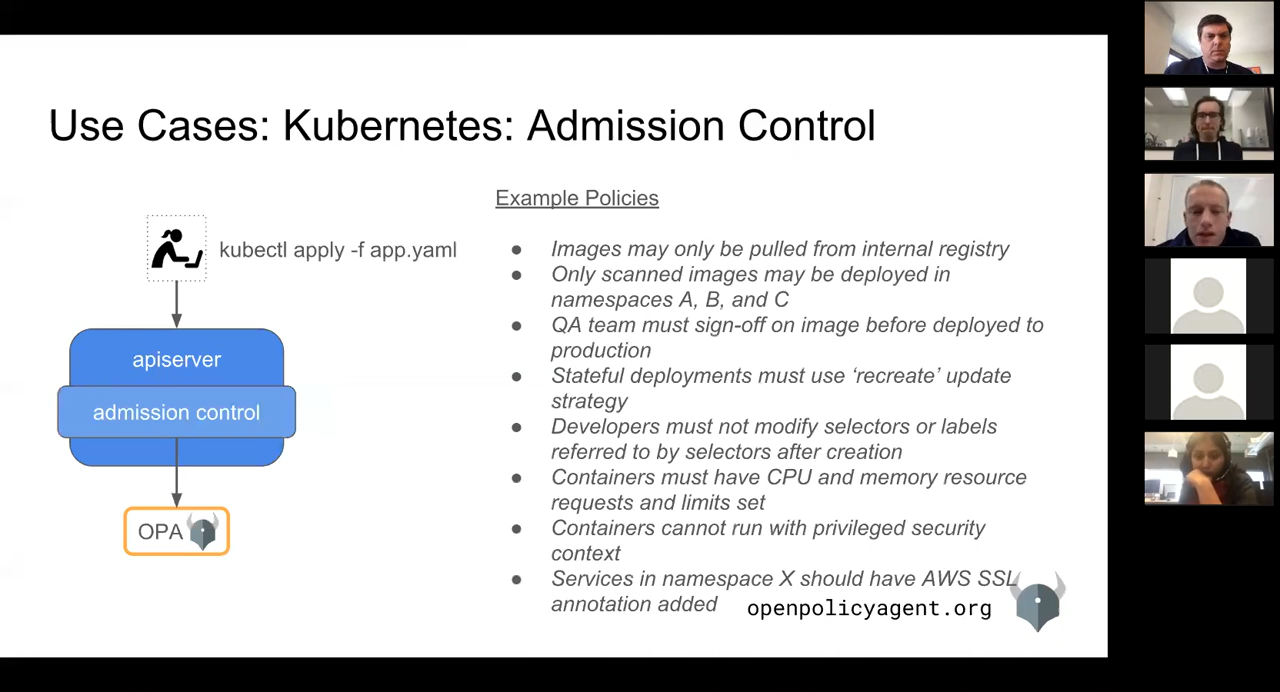 Use Cases: Kubernetes: Admission Control
kubectl apply -f app.yaml
apiserver
admission control
OPA
Example Policies
● Images may only be pulled from internal registry
● Only scanned images may be deployed in
namespaces A, B, and C
● QA team must sign-off on image before deployed to
production
● Stateful deployments must use ‘recreate’ update
strategy
● Developers must not modify selectors or labels
referred to by selectors after creation
● Containers must have CPU and memory resource
requests and limits set
● Containers cannot run with privileged security
context
● Services in namespace X should have AWS SSL
annotation added
openpolicyagent.org